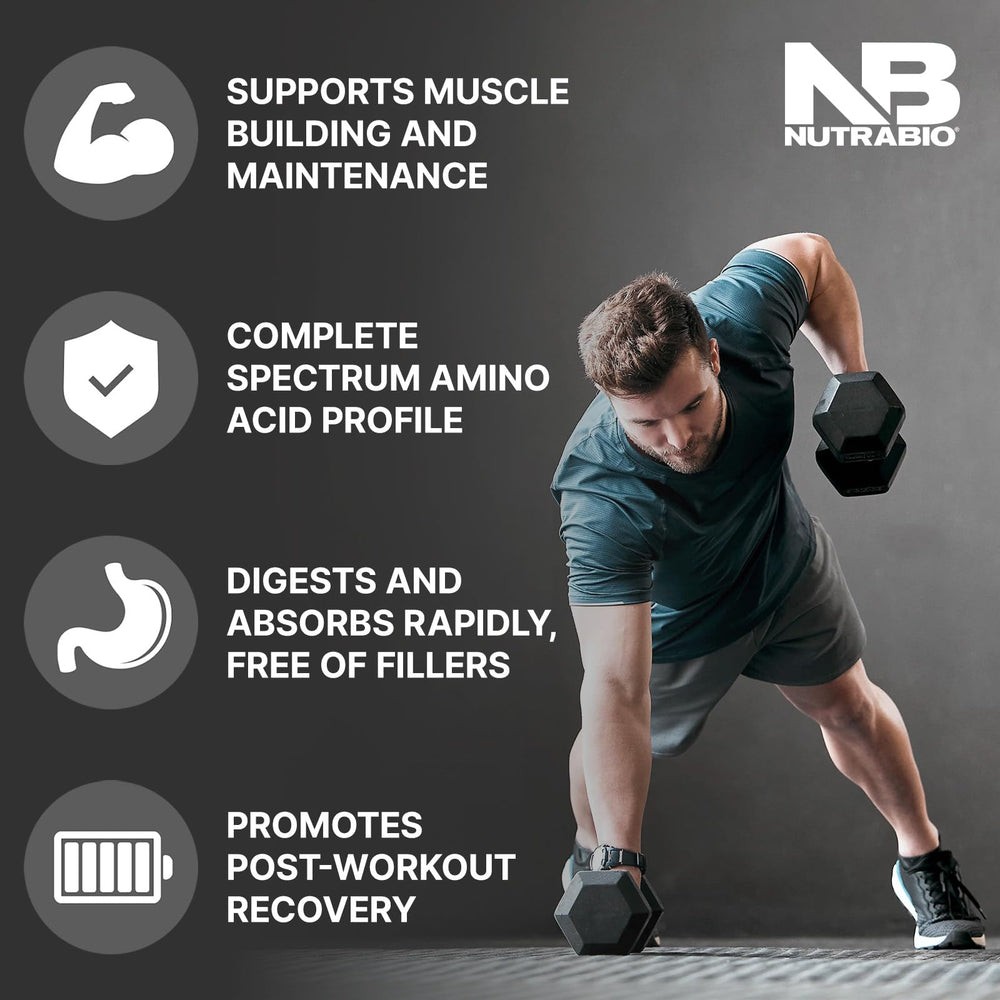 SUPPORTS MUSCLE
BUILDING AND
MAINTENANCE
NB
NUTRABIO®
COMPLETE
SPECTRUM AMINO
ACID PROFILE
DIGESTS AND
ABSORBS RAPIDLY,
FREE OF FILLERS
PROMOTES
POST-WORKOUT
RECOVERY